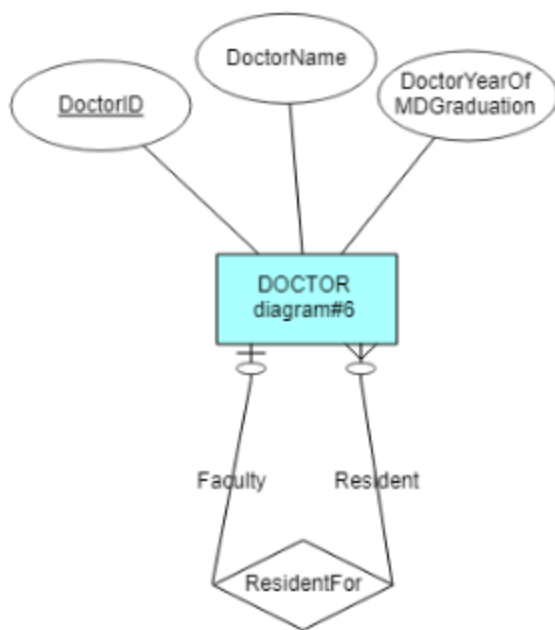 DoctorName
DoctorID
DoctorYearOf
MDGraduation
DOCTOR
diagram#6
Faculty
Resident
ResidentFor